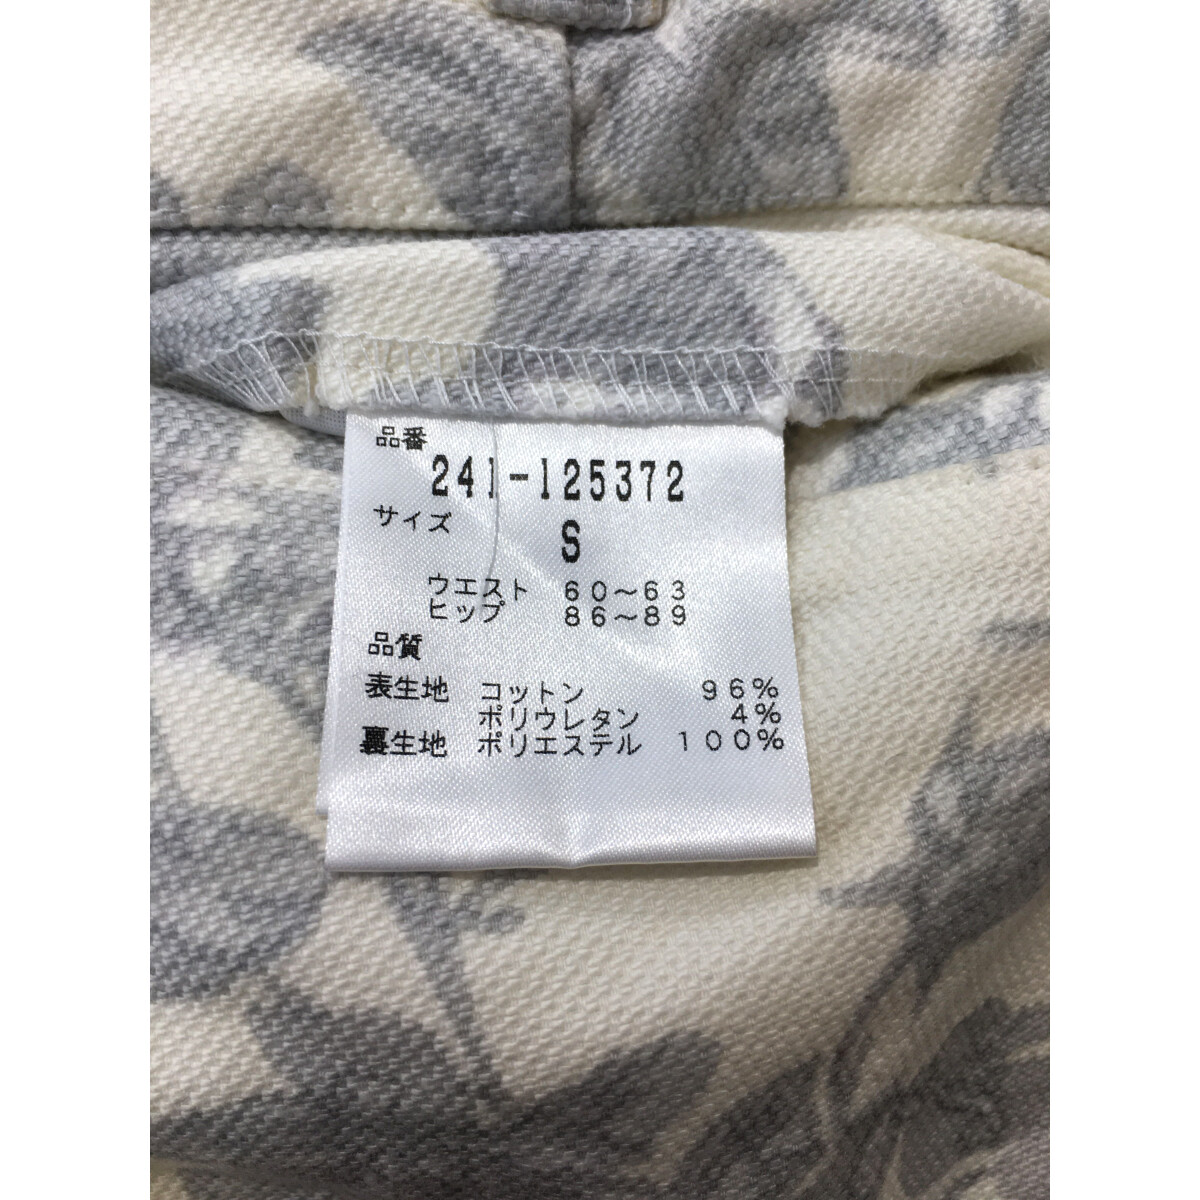 品番
241-125372
サイズ
S
ウエスト 60～63
ヒップ 86～89
品質
表生地 コットン 96%
ポリウレタン 4%
裏生地 ポリエステル 100%